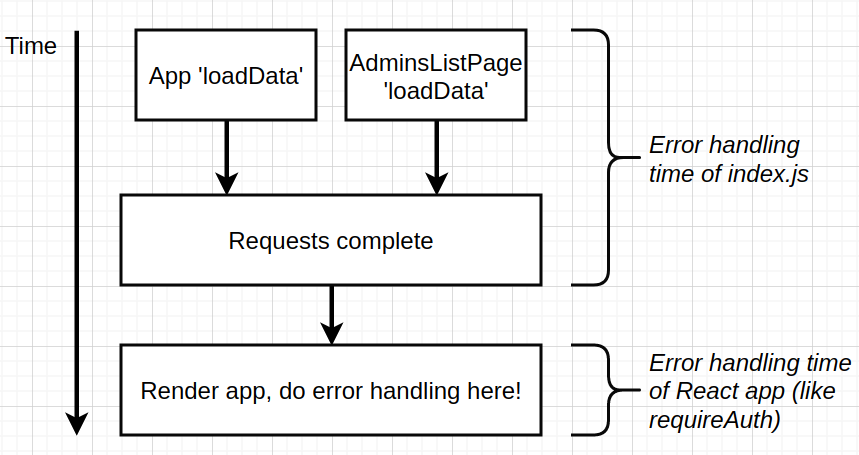 Time
App 'loadData'
AdminsListPage
'loadData'
Error handling
time of index.js
Requests complete
Render app, do error handling here!
Error handling time
of React app (like
requireAuth)